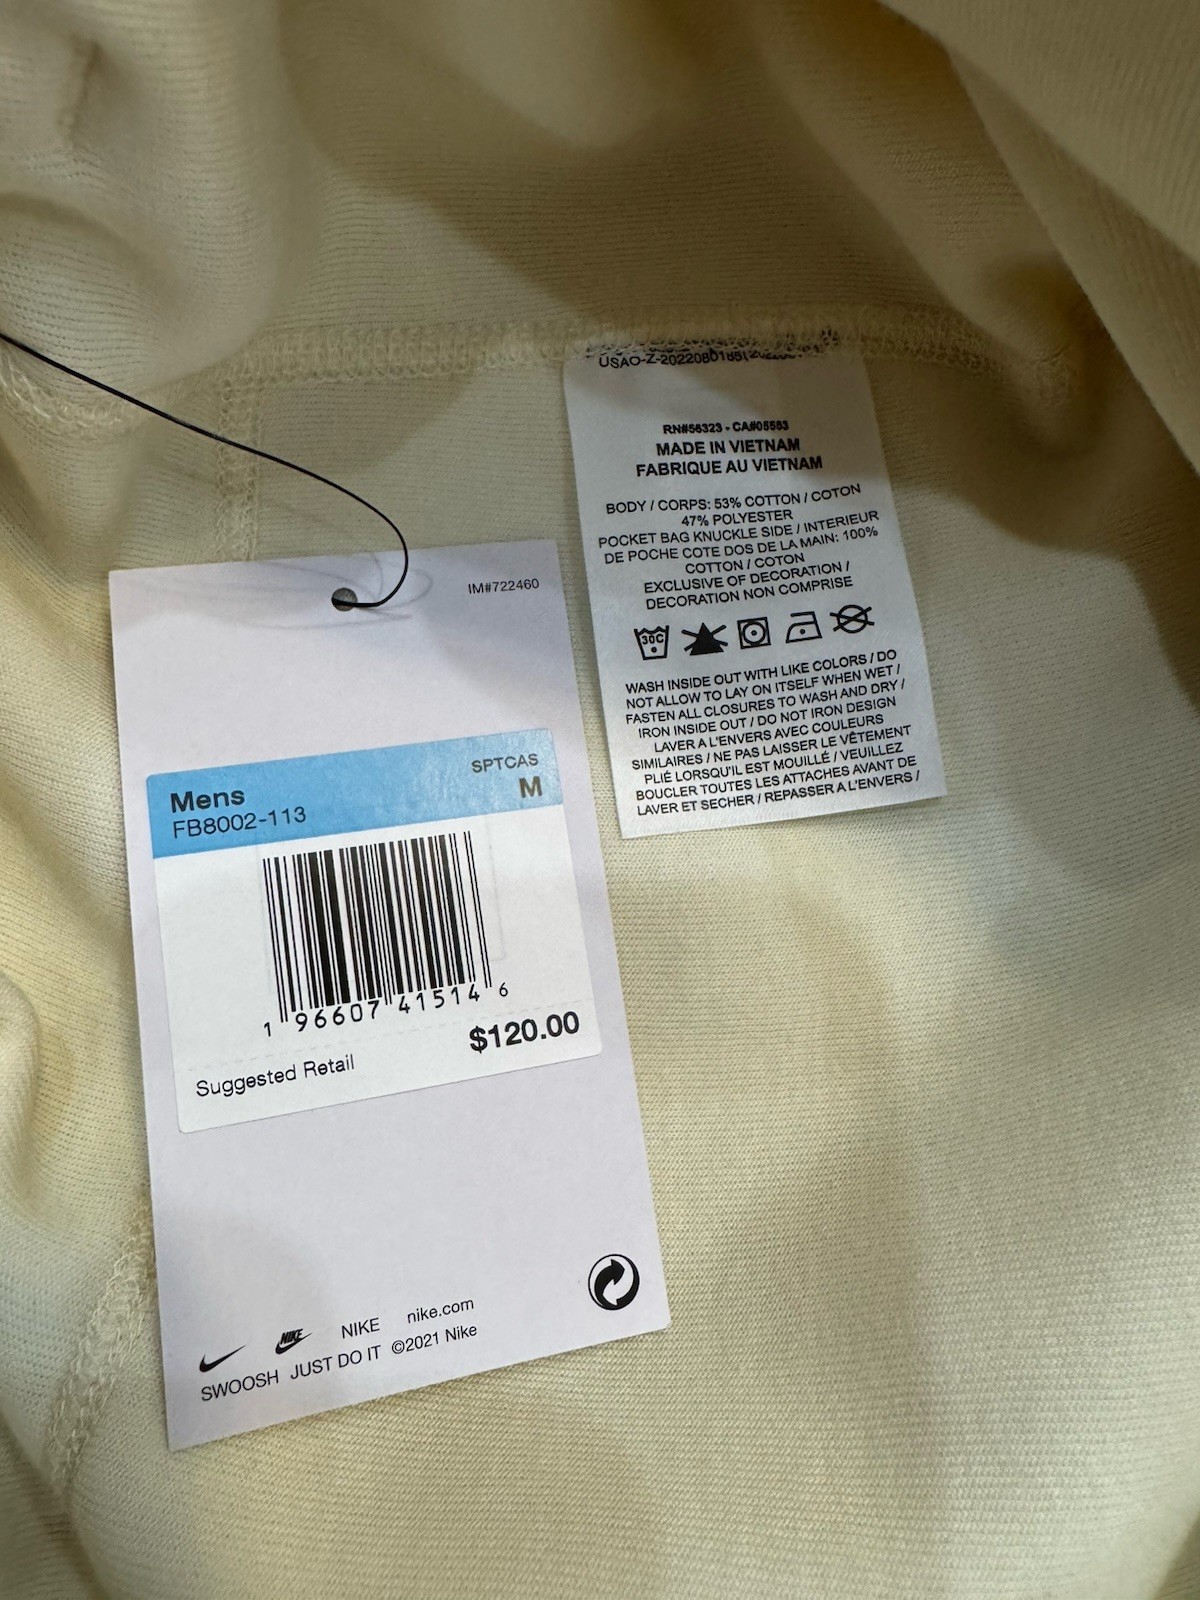 USAO-Z-2022080185
RN#56323 - CA#05553
MADE IN VIETNAM
FABRIQUE AU VIETNAM
BODY / CORPS: 53% COTTON / COTON
47% POLYESTER
POCKET BAG KNUCKLE SIDE / INTERIEUR
DE POCHE COTE DOS DE LA MAIN: 100%
COTTON / COTON
EXCLUSIVE OF DECORATION /
DECORATION NON COMPRISE
30C
WASH INSIDE OUT WITH LIKE COLORS / DO
NOT ALLOW TO LAY ON ITSELF WHEN WET /
FASTEN ALL CLOSURES TO WASH AND DRY /
IRON INSIDE OUT / DO NOT IRON DESIGN
LAVER A L'ENVERS AVEC COULEURS
SIMILAIRES / NE PAS LAISSER LE VÊTEMENT
PLIÉ LORSQU'IL EST MOUILLÉ / VEUILLEZ
BOUCLER TOUTES LES ATTACHES AVANT DE
LAVER ET SECHER / REPASSER A L'ENVERS /
IM#722460
SPTCAS
Mens M
FB8002-113
1 96607 41514 6
$120.00
Suggested Retail
NIKE NIKE nike.com
SWOOSH JUST DO IT ©2021 Nike